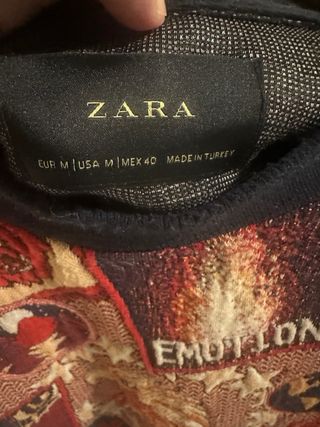 ZARA
EUR M | USA M | MEX 40 MADE IN TURKEY
EMOTION